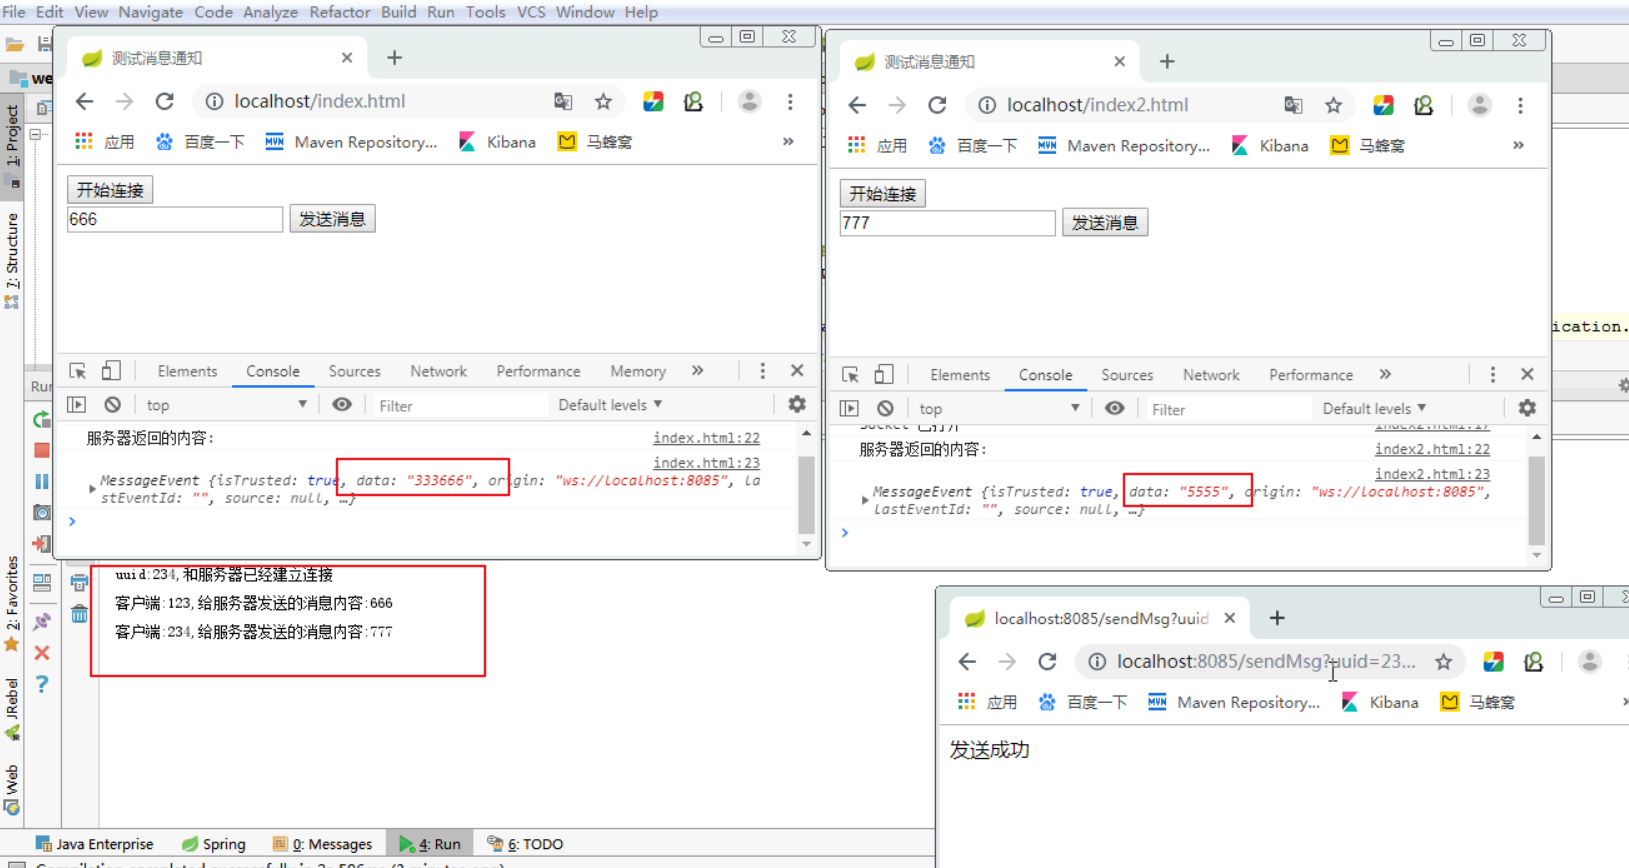 File Edit View Navigate Code Analyze Refactor Build Run Tools VCS Window Help
测试消息通知
localhost/index.html
应用 百度一下 Maven Repository... Kibana 马蜂窝 »
开始连接
666 发送消息
Elements Console Sources Network Performance Memory »
top Filter Default levels ▼
服务器返回的内容: index.html:22
index.html:23
MessageEvent {isTrusted: true, data: "333666", origin: "ws://localhost:8085", la
stEventId: "", source: null, …}
测试消息通知
localhost/index2.html
应用 百度一下 Maven Repository... Kibana 马蜂窝 »
开始连接
777 发送消息
Elements Console Sources Network Performance »
top Filter Default levels ▼
服务器返回的内容: index2.html:22
index2.html:23
MessageEvent {isTrusted: true, data: "5555", origin: "ws://localhost:8085",
lastEventId: "", source: null, …}
ication.
we
1: Project
7: Structure
Run
2: Favorites
JRebel
Web
uuid:234,和服务器已经建立连接
客户端:123,给服务器发送的消息内容:666
客户端:234,给服务器发送的消息内容:777
localhost:8085/sendMsg?uuid
localhost:8085/sendMsg?uuid=23...
应用 百度一下 Maven Repository... Kibana 马蜂窝
发送成功
Java Enterprise Spring 0: Messages 4: Run 6: TODO